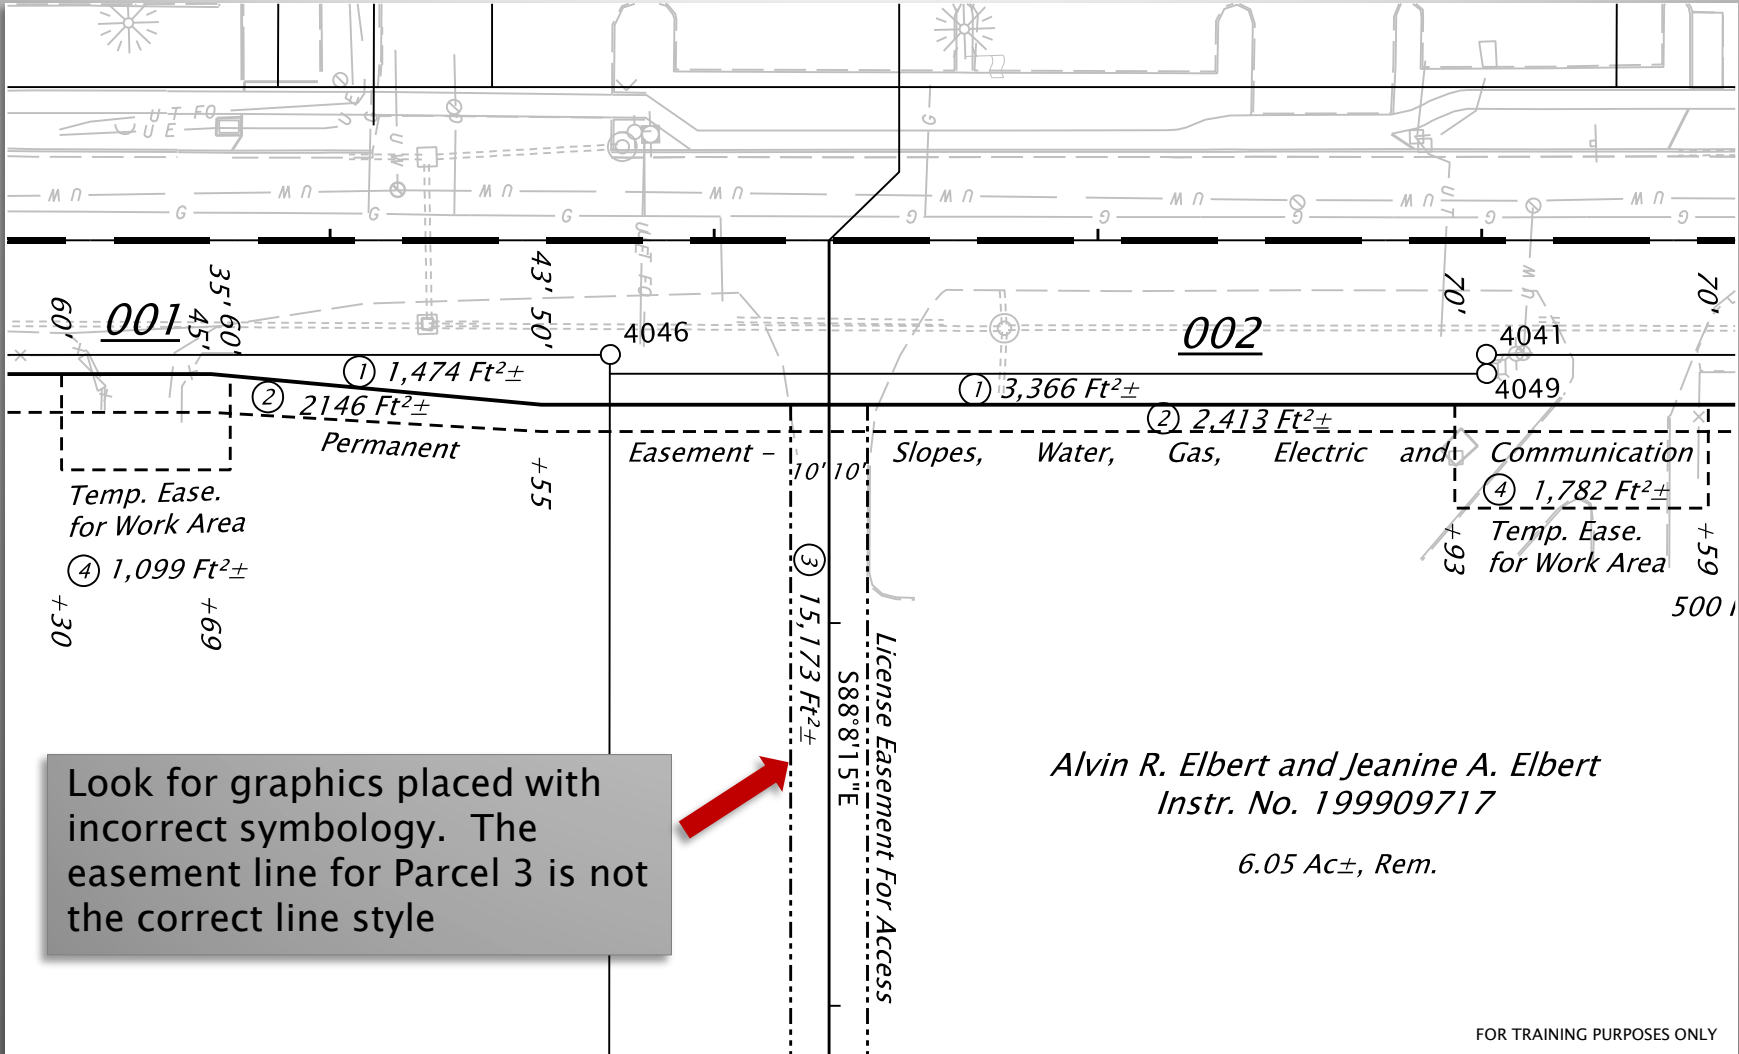 U T FO
U E
U E
G
U W
G
G
W U
W U
W U
W U
W U
W U
W U
G
G
G
G
G
G
G
U T
U T FO
W U
60'
001
35' 60'
45'
43' 50'
4046
002
70'
4041
70'
4049
1 1,474 Ft²±
1 3,366 Ft²±
2 2146 Ft²±
2 2,413 Ft²±
Permanent Easement – Slopes, Water, Gas, Electric and Communication
10' 10'
+55
Temp. Ease.
for Work Area
4 1,099 Ft²±
+30
+69
4 1,782 Ft²±
Temp. Ease.
for Work Area
+93
+59
500
3 15,173 Ft²±
S88°8'15"E
License Easement For Access
Alvin R. Elbert and Jeanine A. Elbert
Instr. No. 199909717
6.05 Ac±, Rem.
Look for graphics placed with
incorrect symbology. The
easement line for Parcel 3 is not
the correct line style
FOR TRAINING PURPOSES ONLY